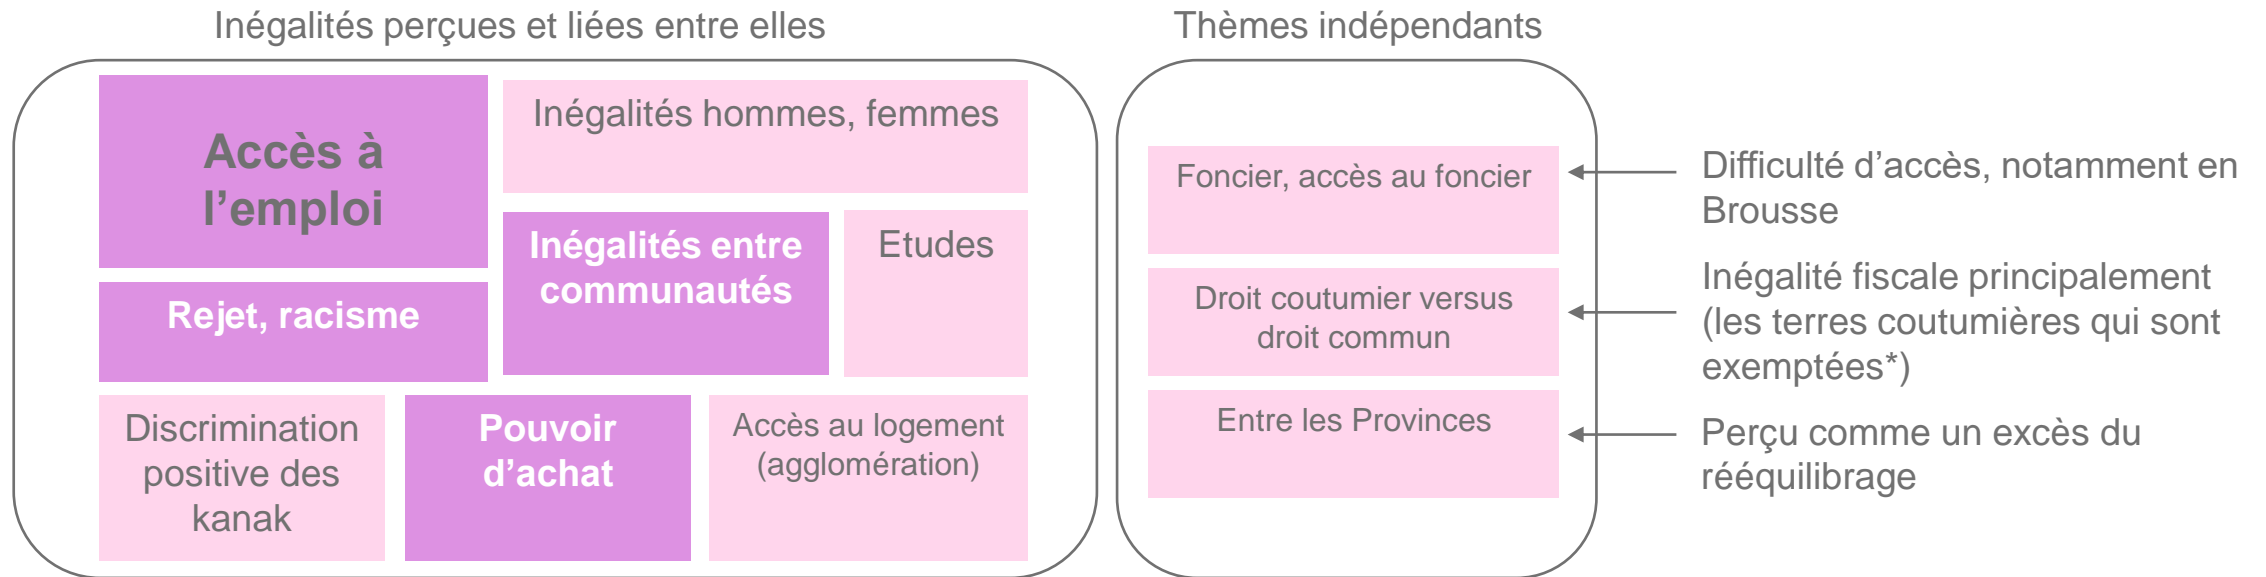 Inégalités perçues et liées entre elles
Accès à
l’emploi
Inégalités hommes, femmes
Inégalités entre
communautés
Etudes
Rejet, racisme
Discrimination
positive des
kanak
Pouvoir
d’achat
Accès au logement
(agglomération)
Thèmes indépendants
Foncier, accès au foncier
Difficulté d’accès, notamment en
Brousse
Droit coutumier versus
droit commun
Inégalité fiscale principalement
(les terres coutumières qui sont
exemptées*)
Entre les Provinces
Perçu comme un excès du
rééquilibrage